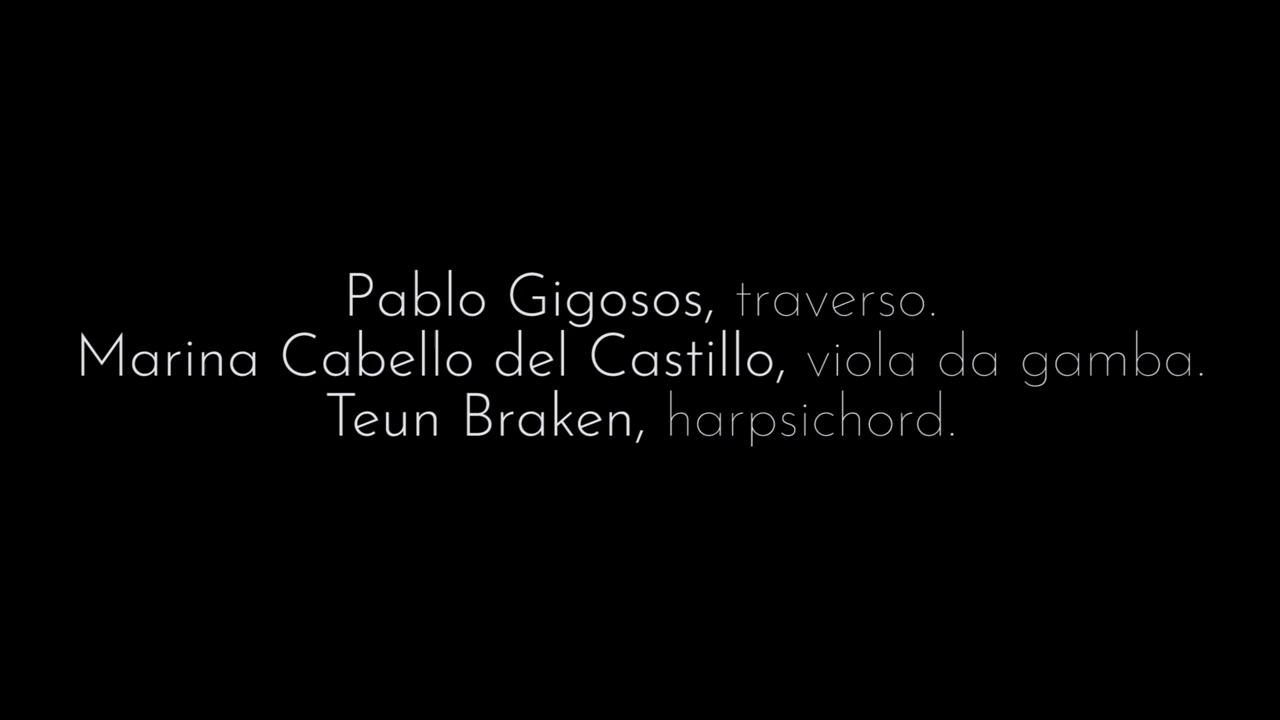 Pablo Gigosos, traverso.
Marina Cabello del Castillo, viola da gamba.
Teun Braken, harpsichord.